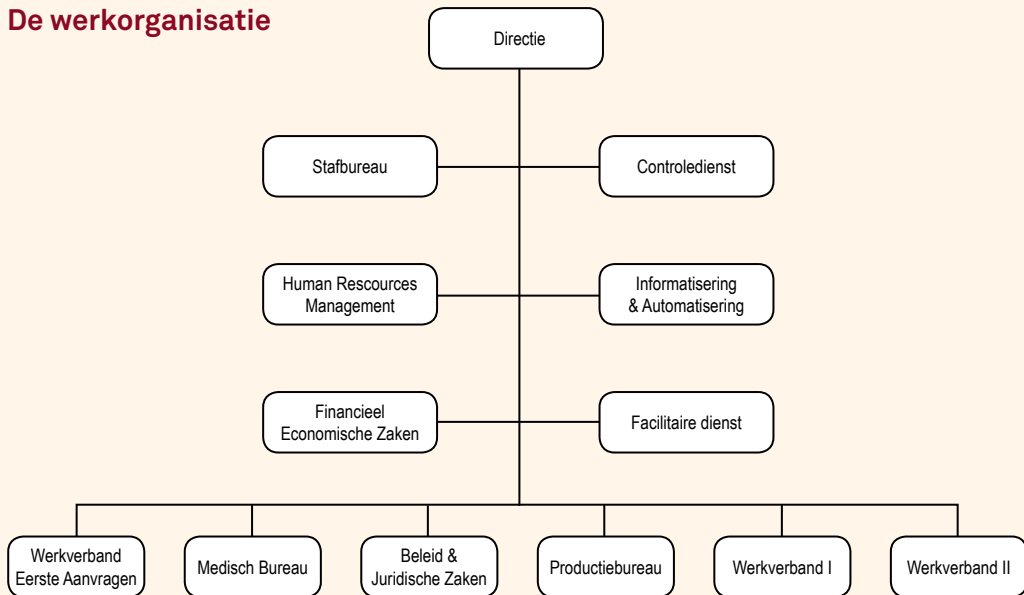 De werkorganisatie
Directie
Stafbureau
Controledienst
Human Rescources
Management
Informatisering
& Automatisering
Financieel
Economische Zaken
Facilitaire dienst
Werkverband
Eerste Aanvragen
Medisch Bureau
Beleid &
Juridische Zaken
Productiebureau
Werkverband I
Werkverband II